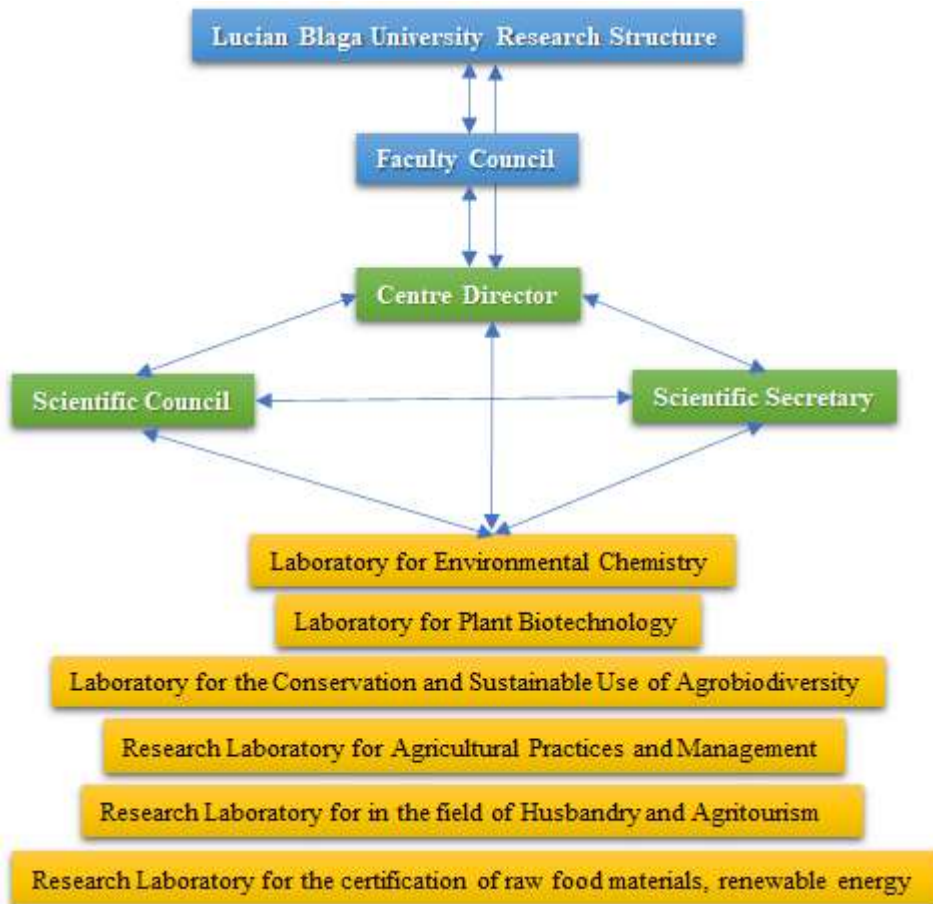 Lucian Blaga University Research Structure
Faculty Council
Centre Director
Scientific Council
Scientific Secretary
Laboratory for Environmental Chemistry
Laboratory for Plant Biotechnology
Laboratory for the Conservation and Sustainable Use of Agrobiodiversity
Research Laboratory for Agricultural Practices and Management
Research Laboratory for in the field of Husbandry and Agritourism
Research Laboratory for the certification of raw food materials, renewable energy